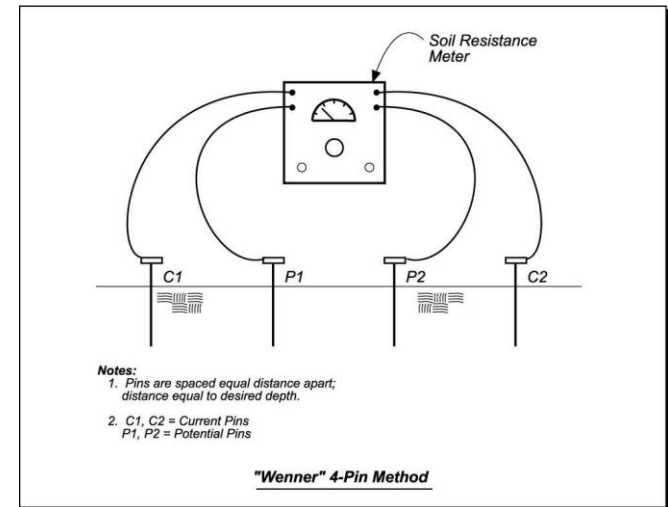 Soil Resistance
Meter
C1
P1
P2
C2
Notes:
1. Pins are spaced equal distance apart;
distance equal to desired depth.
2. C1, C2 = Current Pins
P1, P2 = Potential Pins
"Wenner" 4-Pin Method